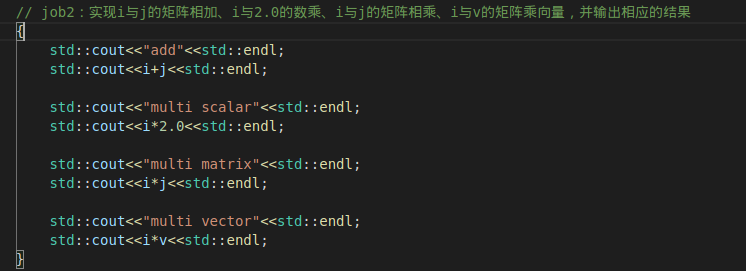 // job2：实现i与j的矩阵相加、i与2.0的数乘、i与j的矩阵相乘、i与v的矩阵乘向量，并输出相应的结果
{
    std::cout<<"add"<<std::endl;
    std::cout<<i+j<<std::endl;
    std::cout<<"multi scalar"<<std::endl;
    std::cout<<i*2.0<<std::endl;
    std::cout<<"multi matrix"<<std::endl;
    std::cout<<i*j<<std::endl;
    std::cout<<"multi vector"<<std::endl;
    std::cout<<i*v<<std::endl;
}